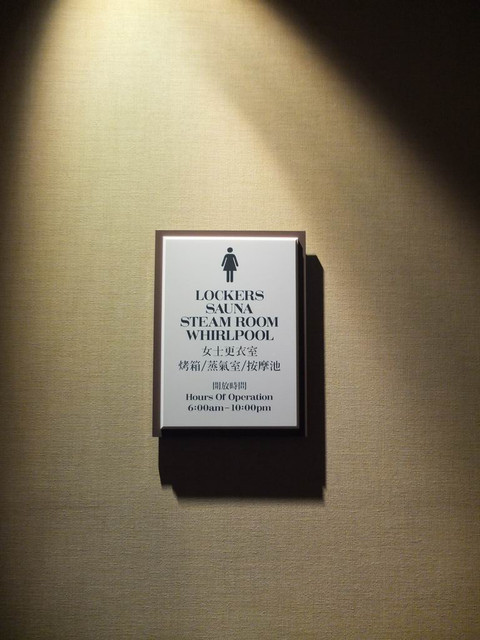 LOCKERS
SAUNA
STEAM ROOM
WHIRLPOOL
女士更衣室
烤箱/蒸氣室/按摩池
開放時間
Hours Of Operation
6:00am-10:00pm